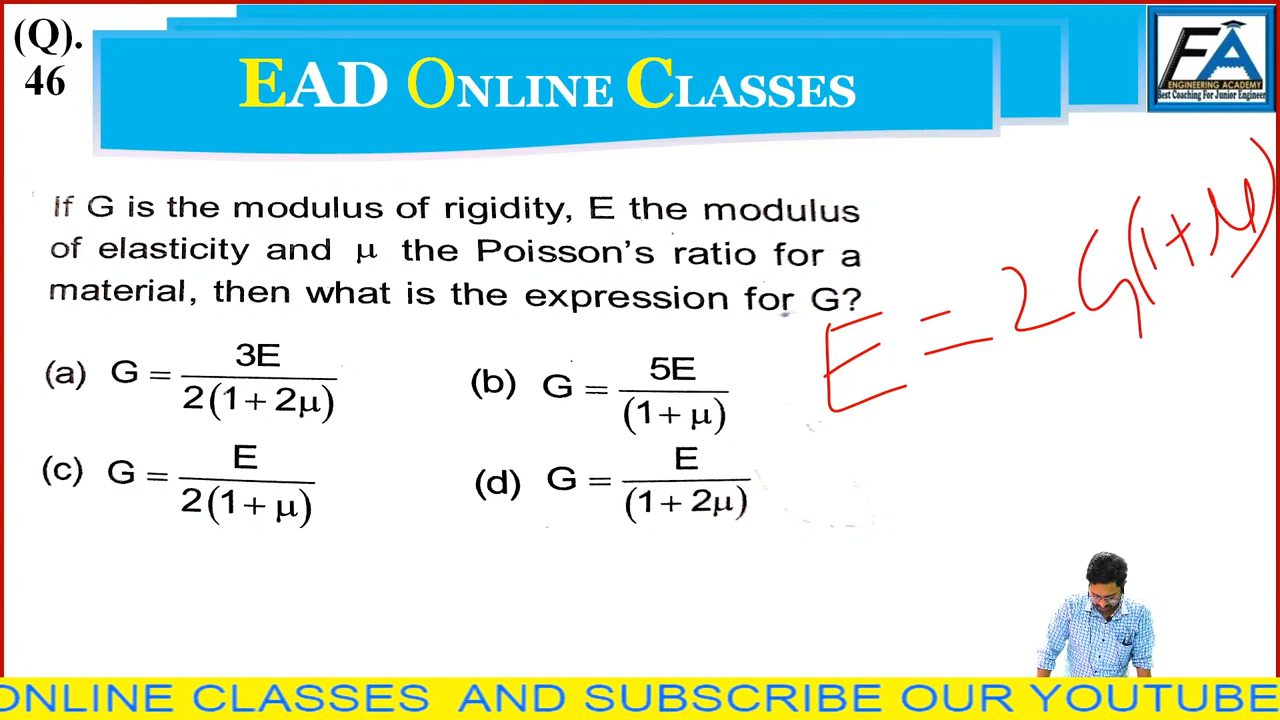 (Q).
46
EAD ONLINE CLASSES
EA
ENGINEERING ACADEMY
Best Coaching For Junior Engineer
If G is the modulus of rigidity, E the modulus
of elasticity and μ the Poisson's ratio for a
material, then what is the expression for G?
E = 2G(1+μ)
(a) G = 3E / 2(1 + 2μ)
(b) G = 5E / (1 + μ)
(c) G = E / 2(1 + μ)
(d) G = E / (1 + 2μ)
ONLINE CLASSES AND SUBSCRIBE OUR YOUTUBE